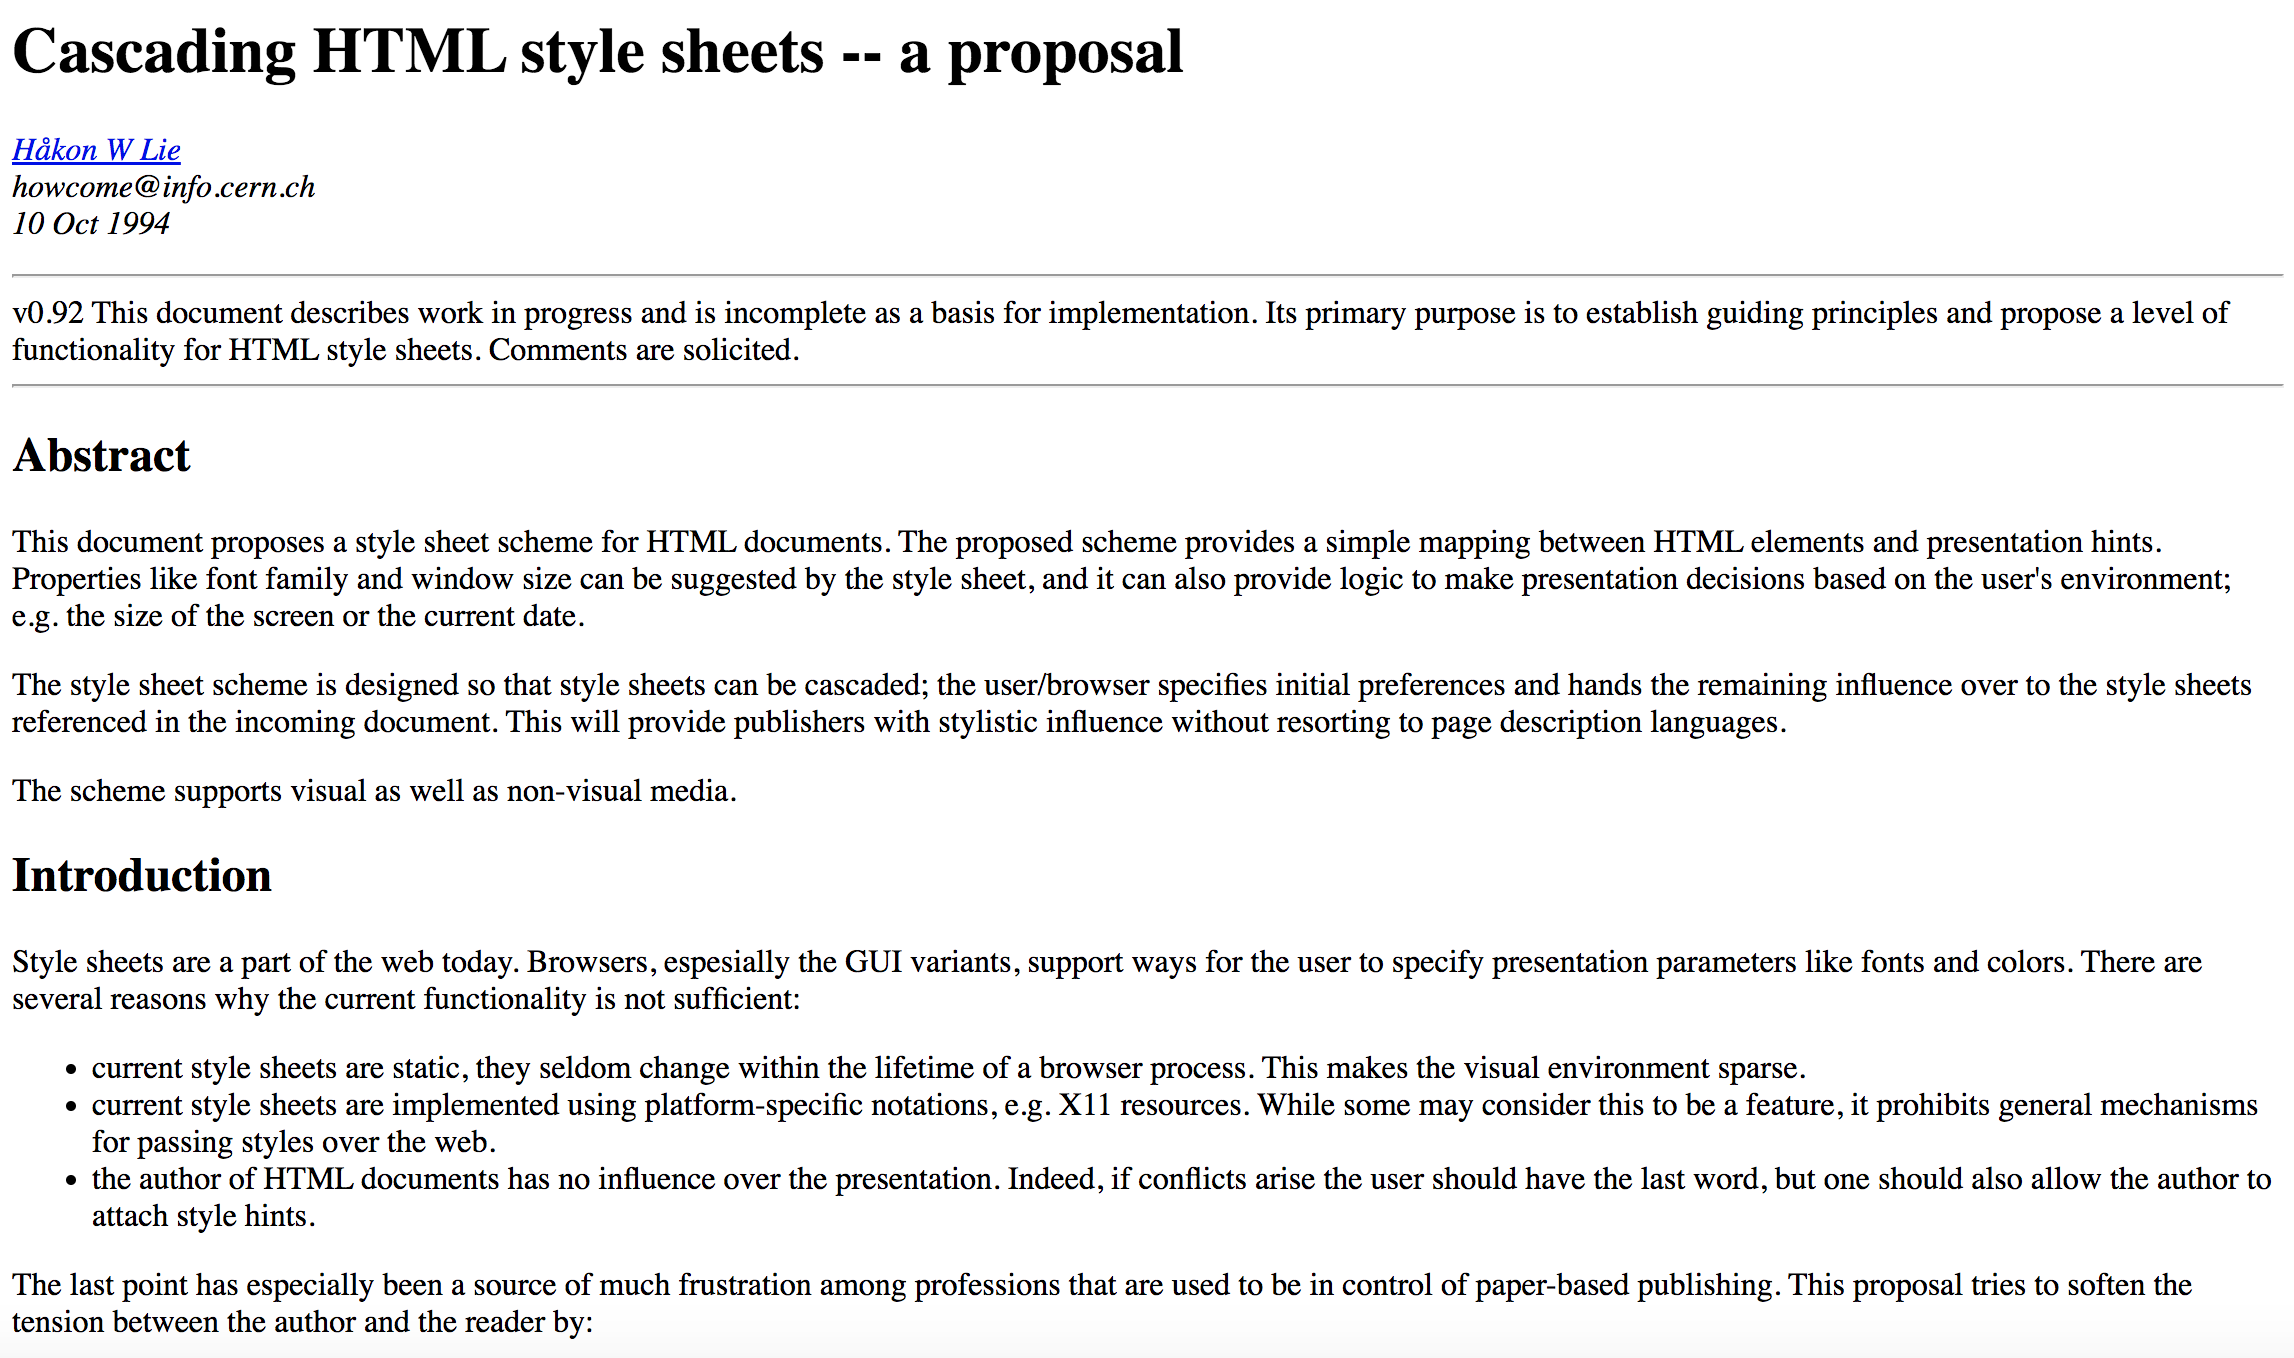 Cascading HTML style sheets -- a proposal
Håkon W Lie
howcome@info.cern.ch
10 Oct 1994
v0.92 This document describes work in progress and is incomplete as a basis for implementation. Its primary purpose is to establish guiding principles and propose a level of
functionality for HTML style sheets. Comments are solicited.
Abstract
This document proposes a style sheet scheme for HTML documents. The proposed scheme provides a simple mapping between HTML elements and presentation hints.
Properties like font family and window size can be suggested by the style sheet, and it can also provide logic to make presentation decisions based on the user's environment;
e.g. the size of the screen or the current date.
The style sheet scheme is designed so that style sheets can be cascaded; the user/browser specifies initial preferences and hands the remaining influence over to the style sheets
referenced in the incoming document. This will provide publishers with stylistic influence without resorting to page description languages.
The scheme supports visual as well as non-visual media.
Introduction
Style sheets are a part of the web today. Browsers, espesially the GUI variants, support ways for the user to specify presentation parameters like fonts and colors. There are
several reasons why the current functionality is not sufficient:
• current style sheets are static, they seldom change within the lifetime of a browser process. This makes the visual environment sparse.
• current style sheets are implemented using platform-specific notations, e.g. X11 resources. While some may consider this to be a feature, it prohibits general mechanisms
for passing styles over the web.
• the author of HTML documents has no influence over the presentation. Indeed, if conflicts arise the user should have the last word, but one should also allow the author to
attach style hints.
The last point has especially been a source of much frustration among professions that are used to be in control of paper-based publishing. This proposal tries to soften the
tension between the author and the reader by: